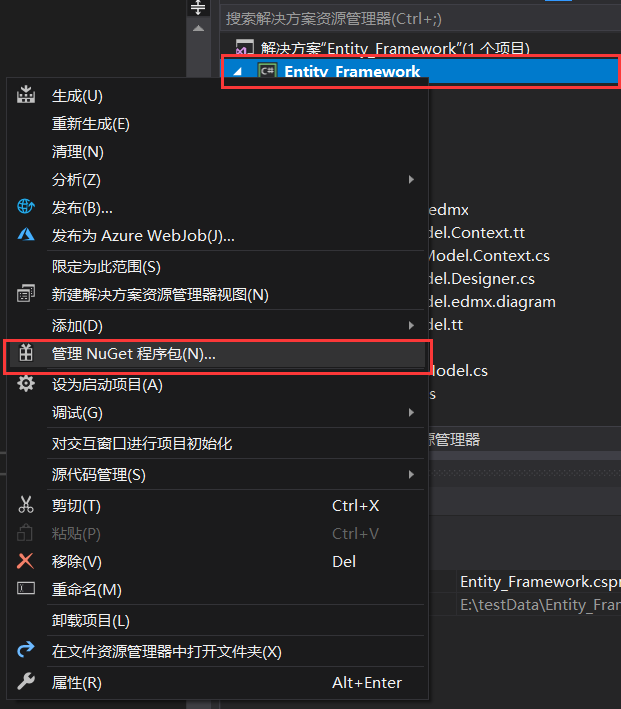 搜索解决方案资源管理器(Ctrl+;)
解决方案"Entity_Framework"(1 个项目)
C# Entity_Framework
生成(U)
重新生成(E)
清理(N)
分析(Z)
发布(B)...
发布为 Azure WebJob(J)...
限定为此范围(S)
新建解决方案资源管理器视图(N)
添加(D)
管理 NuGet 程序包(N)...
设为启动项目(A)
调试(G)
对交互窗口进行项目初始化
源代码管理(S)
剪切(T) Ctrl+X
粘贴(P) Ctrl+V
移除(V) Del
重命名(M)
卸载项目(L)
在文件资源管理器中打开文件夹(X)
属性(R) Alt+Enter
edmx
del.Context.tt
Model.Context.cs
del.Designer.cs
del.edmx.diagram
del.tt
Model.cs
s
源管理器
Entity_Framework.cspr
E:\testData\Entity_Fra